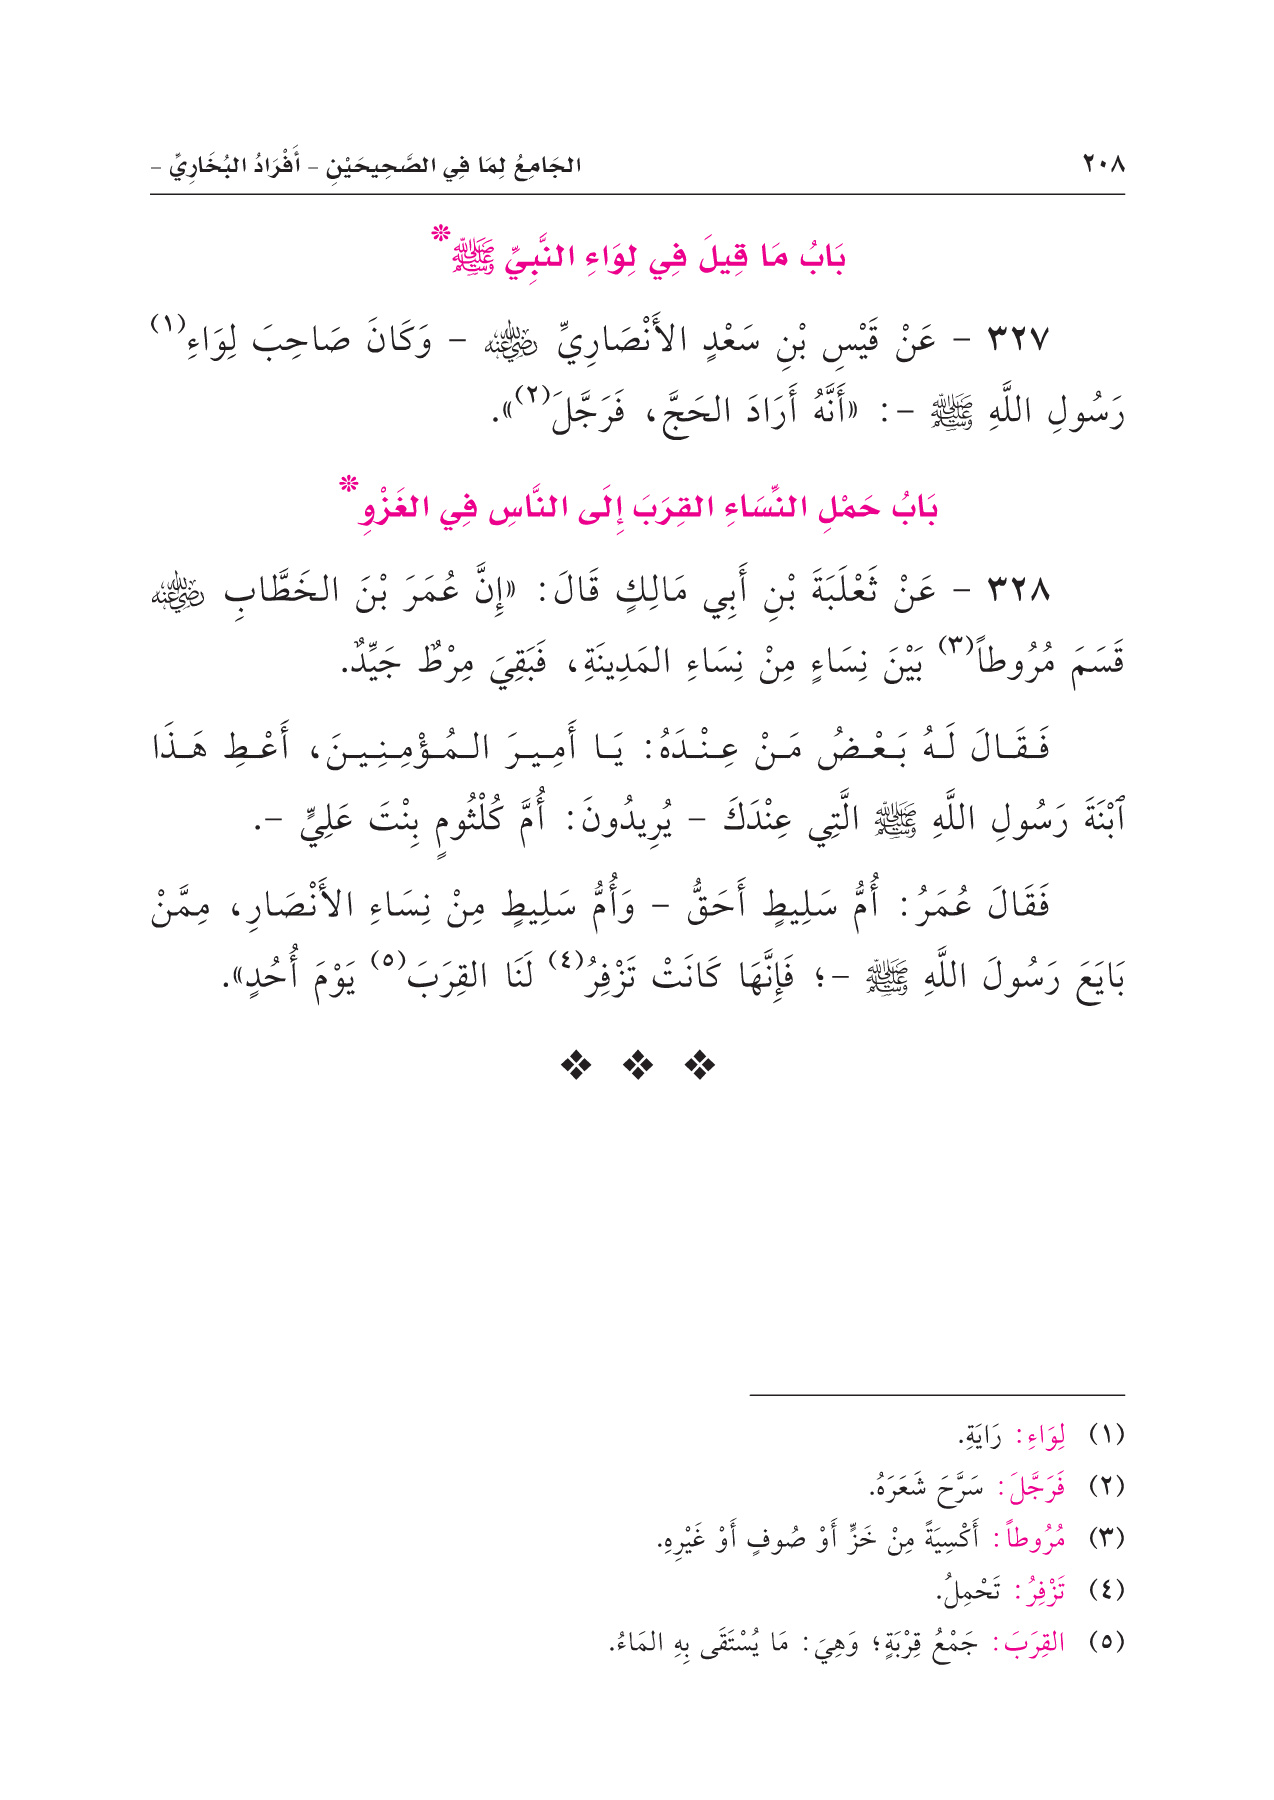 ٢٠٨ الجَامِعُ لِمَا فِي الصَّحِيحَيْنِ - أَفْرَادُ البُخَارِيِّ -
بَابُ مَا قِيلَ فِي لِوَاءِ النَّبِيِّ ﷺ*
٣٢٧ - عَنْ قَيْسِ بْنِ سَعْدٍ الأَنْصَارِيِّ رضي الله عنه - وَكَانَ صَاحِبَ لِوَاءِ(١)
رَسُولِ اللَّهِ ﷺ -: «أَنَّهُ أَرَادَ الحَجَّ، فَرَجَّلَ(٢)».
بَابُ حَمْلِ النِّسَاءِ القِرَبَ إِلَى النَّاسِ فِي الغَزْوِ*
٣٢٨ - عَنْ ثَعْلَبَةَ بْنِ أَبِي مَالِكٍ قَالَ: «إِنَّ عُمَرَ بْنَ الخَطَّابِ رضي الله عنه
قَسَمَ مُرُوطاً(٣) بَيْنَ نِسَاءٍ مِنْ نِسَاءِ المَدِينَةِ، فَبَقِيَ مِرْطٌ جَيِّدٌ.
فَقَالَ لَهُ بَعْضُ مَنْ عِنْدَهُ: يَا أَمِيرَ المُؤْمِنِينَ، أَعْطِ هَذَا
ٱبْنَةَ رَسُولِ اللَّهِ ﷺ الَّتِي عِنْدَكَ - يُرِيدُونَ: أُمَّ كُلْثُومٍ بِنْتَ عَلِيٍّ -.
فَقَالَ عُمَرُ: أُمُّ سَلِيطٍ أَحَقُّ - وَأُمُّ سَلِيطٍ مِنْ نِسَاءِ الأَنْصَارِ، مِمَّنْ
بَايَعَ رَسُولَ اللَّهِ ﷺ -؛ فَإِنَّهَا كَانَتْ تَزْفِرُ(٤) لَنَا القِرَبَ(٥) يَوْمَ أُحُدٍ».
(١) لِوَاءِ: رَايَةِ.
(٢) فَرَجَّلَ: سَرَّحَ شَعَرَهُ.
(٣) مُرُوطاً: أَكْسِيَةً مِنْ خَزٍّ أَوْ صُوفٍ أَوْ غَيْرِهِ.
(٤) تَزْفِرُ: تَحْمِلُ.
(٥) القِرَبَ: جَمْعُ قِرْبَةٍ؛ وَهِيَ: مَا يُسْتَقَى بِهِ المَاءُ.